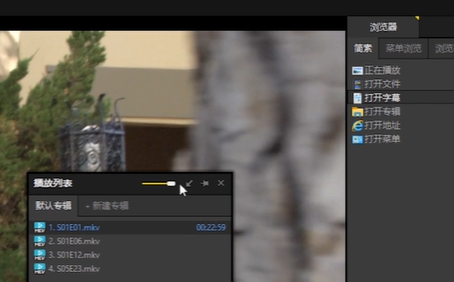 浏览器
简索 菜单浏览 浏览
正在播放
打开文件
打开字幕
打开专辑
打开地址
打开菜单
播放列表
默认专辑 + 新建专辑
1. S01E01.mkv 00:22:59
2. S01E06.mkv
3. S01E12.mkv
4. S05E23.mkv